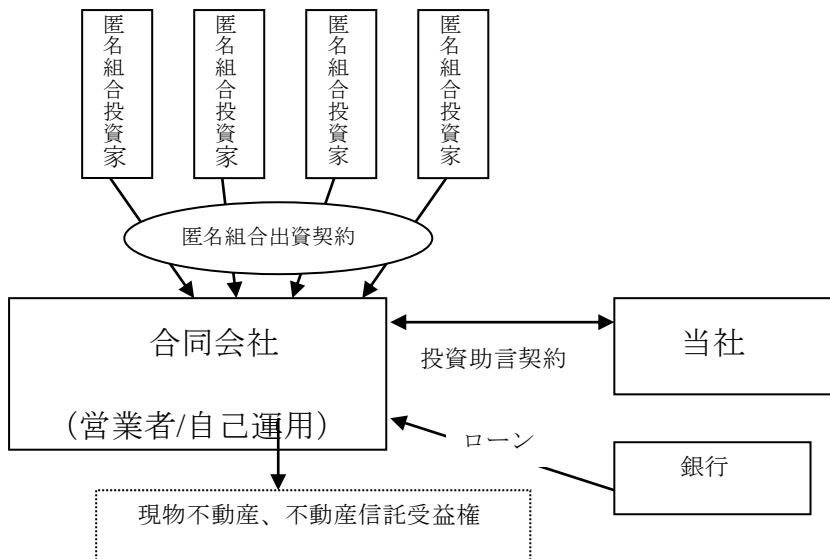 匿名組合投資家
匿名組合投資家
匿名組合投資家
匿名組合投資家
匿名組合出資契約
合同会社
(営業者/自己運用)
投資助言契約
当社
ローン
銀行
現物不動産、不動産信託受益権